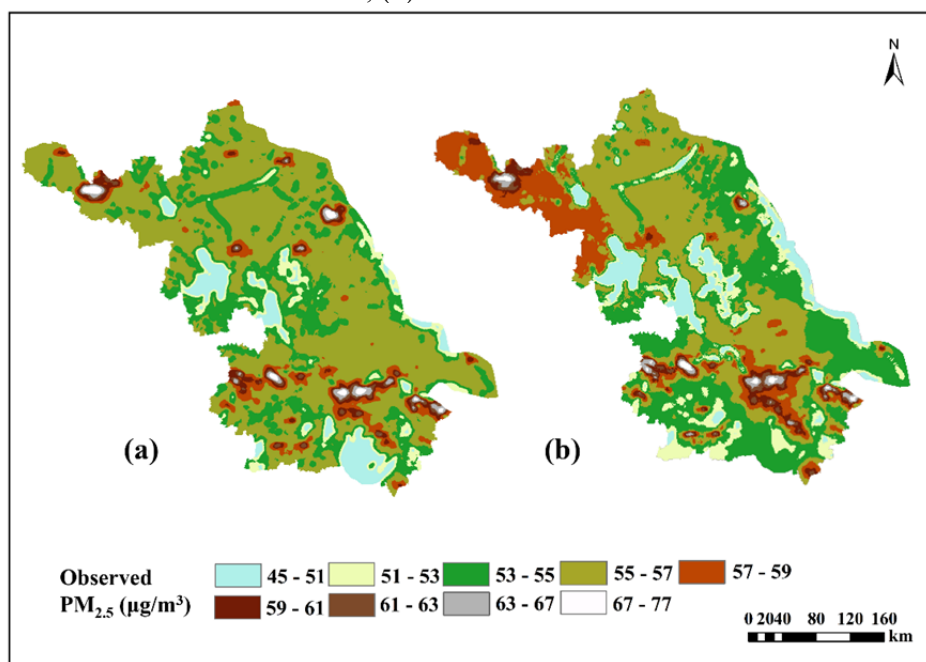 N
(a)
(b)
Observed
PM2.5 (μg/m³)
45 - 51
51 - 53
53 - 55
55 - 57
57 - 59
59 - 61
61 - 63
63 - 67
67 - 77
0 20 40 80 120 160
km